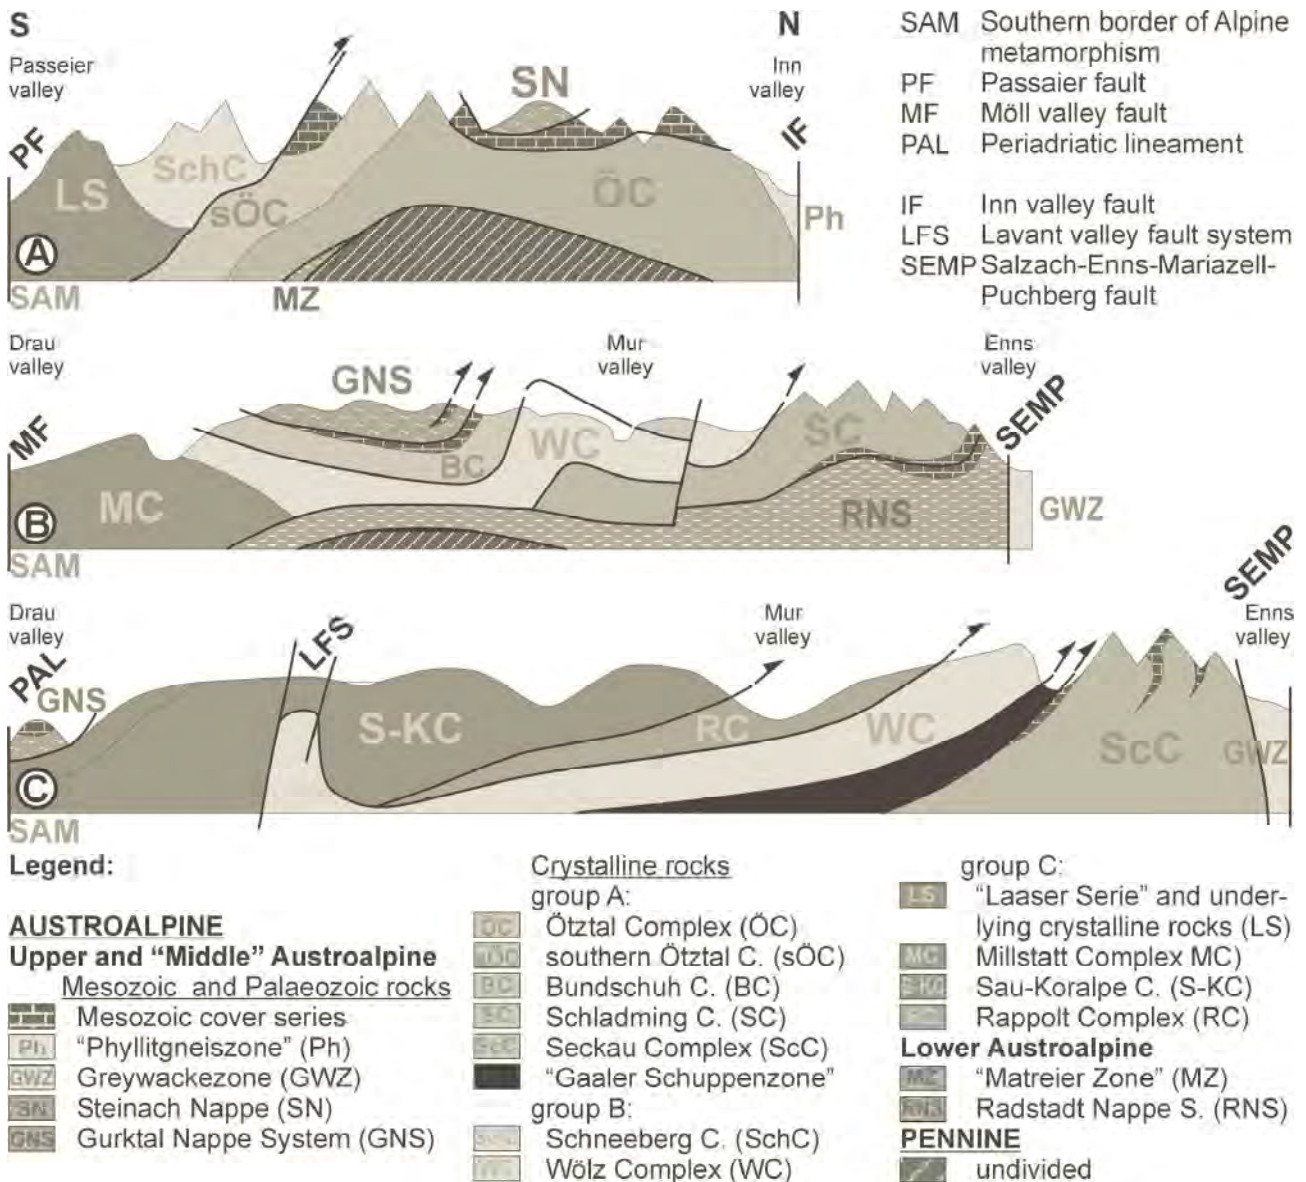 S
N
Passeier
valley
Inn
valley
SN
PF
IF
SchC
LS
sÖC
ÖC
Ph
A
SAM
MZ
SAM Southern border of Alpine
metamorphism
PF Passaier fault
MF Möll valley fault
PAL Periadriatic lineament
IF Inn valley fault
LFS Lavant valley fault system
SEMP Salzach-Enns-Mariazell-
Puchberg fault
Drau
valley
Mur
valley
Enns
valley
GNS
MF
SEMP
WC
SC
BC
MC
RNS
GWZ
B
SAM
Drau
valley
Mur
valley
Enns
valley
SEMP
PAL
LFS
GNS
S-KC
RC
WC
ScC
GWZ
C
SAM
Legend:
AUSTROALPINE
Upper and “Middle” Austroalpine
Mesozoic and Palaeozoic rocks
Mesozoic cover series
Ph “Phyllitgneiszone” (Ph)
GWZ Greywackezone (GWZ)
SN Steinach Nappe (SN)
GNS Gurktal Nappe System (GNS)
Crystalline rocks
group A:
ÖC Ötztal Complex (ÖC)
sÖC southern Ötztal C. (sÖC)
BC Bundschuh C. (BC)
SC Schladming C. (SC)
ScC Seckau Complex (ScC)
“Gaaler Schuppenzone”
group B:
SchC Schneeberg C. (SchC)
WC Wölz Complex (WC)
group C:
LS “Laaser Serie” and under-
lying crystalline rocks (LS)
MC Millstatt Complex MC)
S-KC Sau-Koralpe C. (S-KC)
Rappolt Complex (RC)
Lower Austroalpine
MZ “Matreier Zone” (MZ)
RNS Radstadt Nappe S. (RNS)
PENNINE
undivided